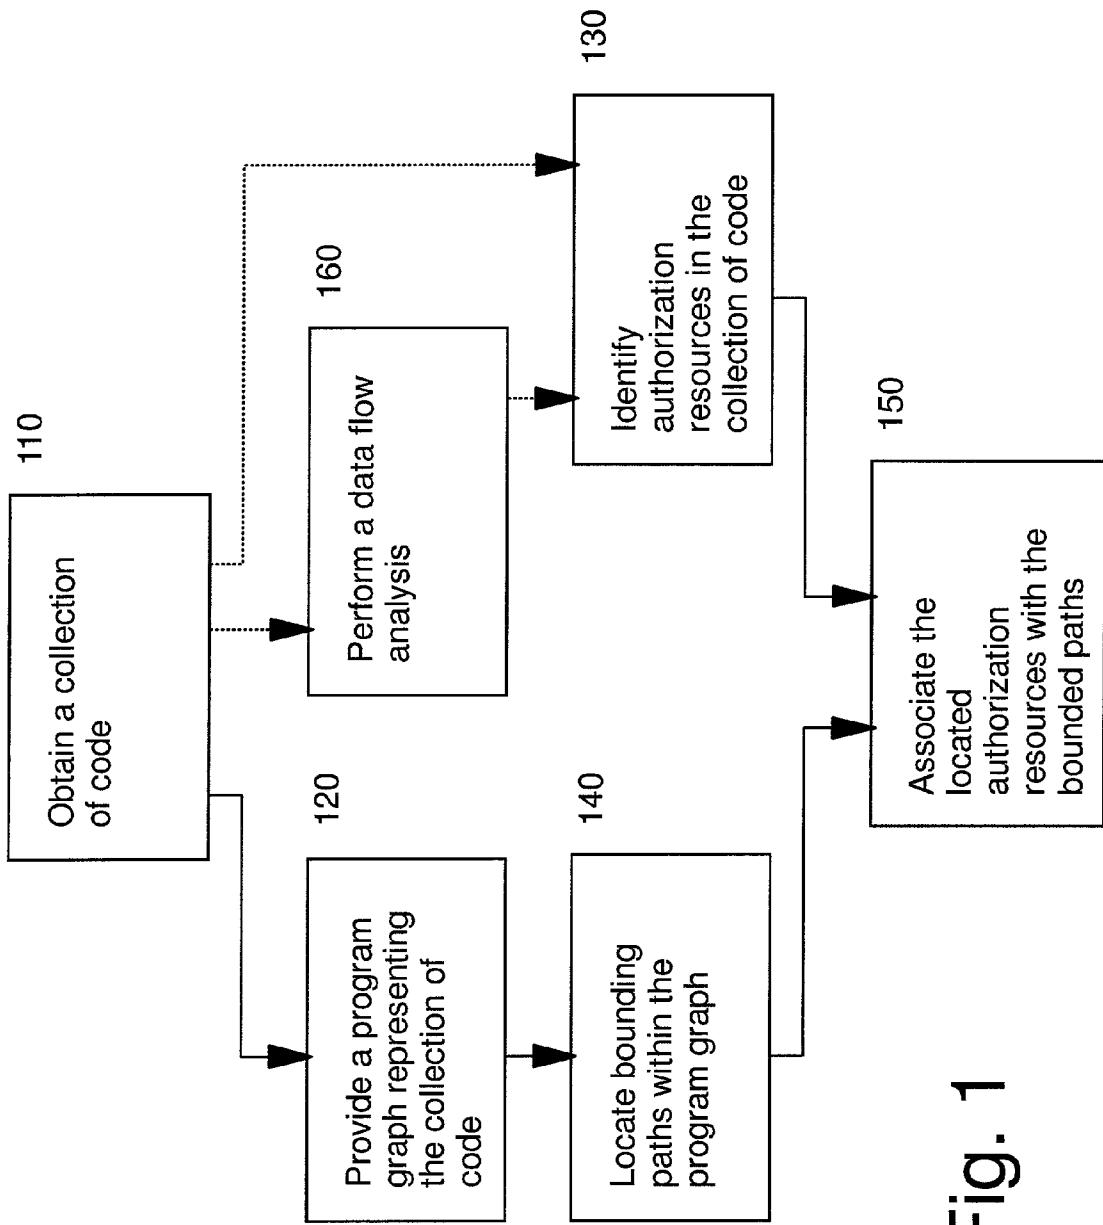 110
Obtain a collection
of code
120
Provide a program
graph representing
the collection of
code
160
Perform a data flow
analysis
130
Identify
authorization
resources in the
collection of code
140
Locate bounding
paths within the
program graph
150
Associate the
located
authorization
resources with the
bounded paths
Fig. 1